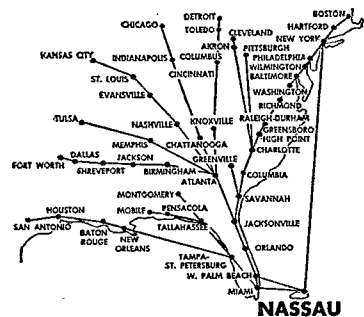 DETROIT
BOSTON
CHICAGO
TOLEDO
CLEVELAND
HARTFORD
NEW YORK
AKRON
PITTSBURGH
KANSAS CITY
INDIANAPOLIS
COLUMBUS
PHILADELPHIA
WILMINGTON
ST. LOUIS
CINCINNATI
BALTIMORE
EVANSVILLE
WASHINGTON
RICHMOND
TULSA
NASHVILLE
KNOXVILLE
RALEIGH-DURHAM
GREENSBORO
HIGH POINT
MEMPHIS
CHATTANOOGA
CHARLOTTE
DALLAS
JACKSON
GREENVILLE
FORT WORTH
SHREVEPORT
BIRMINGHAM
ATLANTA
COLUMBIA
MONTGOMERY
SAVANNAH
HOUSTON
MOBILE
PENSACOLA
SAN ANTONIO
BATON
ROUGE
TALLAHASSEE
JACKSONVILLE
NEW
ORLEANS
ORLANDO
TAMPA-
ST. PETERSBURG
W. PALM BEACH
MIAMI
NASSAU